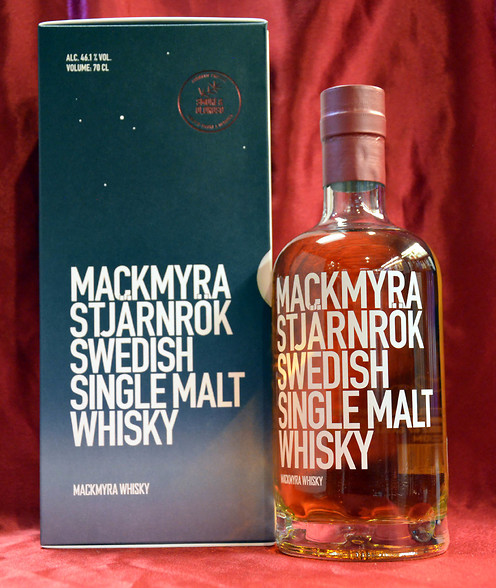 ALC. 46.1 % VOL.
VOLUME: 70 CL
MACKMYRA
STJÄRNRÖK
SWEDISH
SINGLE MALT
WHISKY
MACKMYRA WHISKY
MACKMYRA
STJÄRNRÖK
SWEDISH
SINGLE MALT
WHISKY
MACKMYRA WHISKY